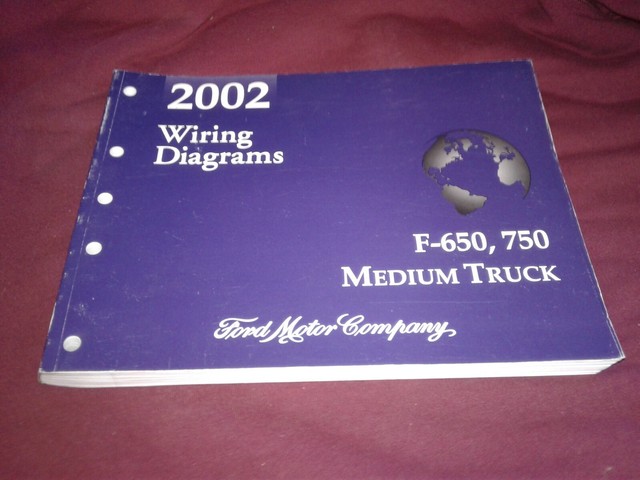 2002
Wiring
Diagrams
F-650, 750
MEDIUM TRUCK
Ford Motor Company